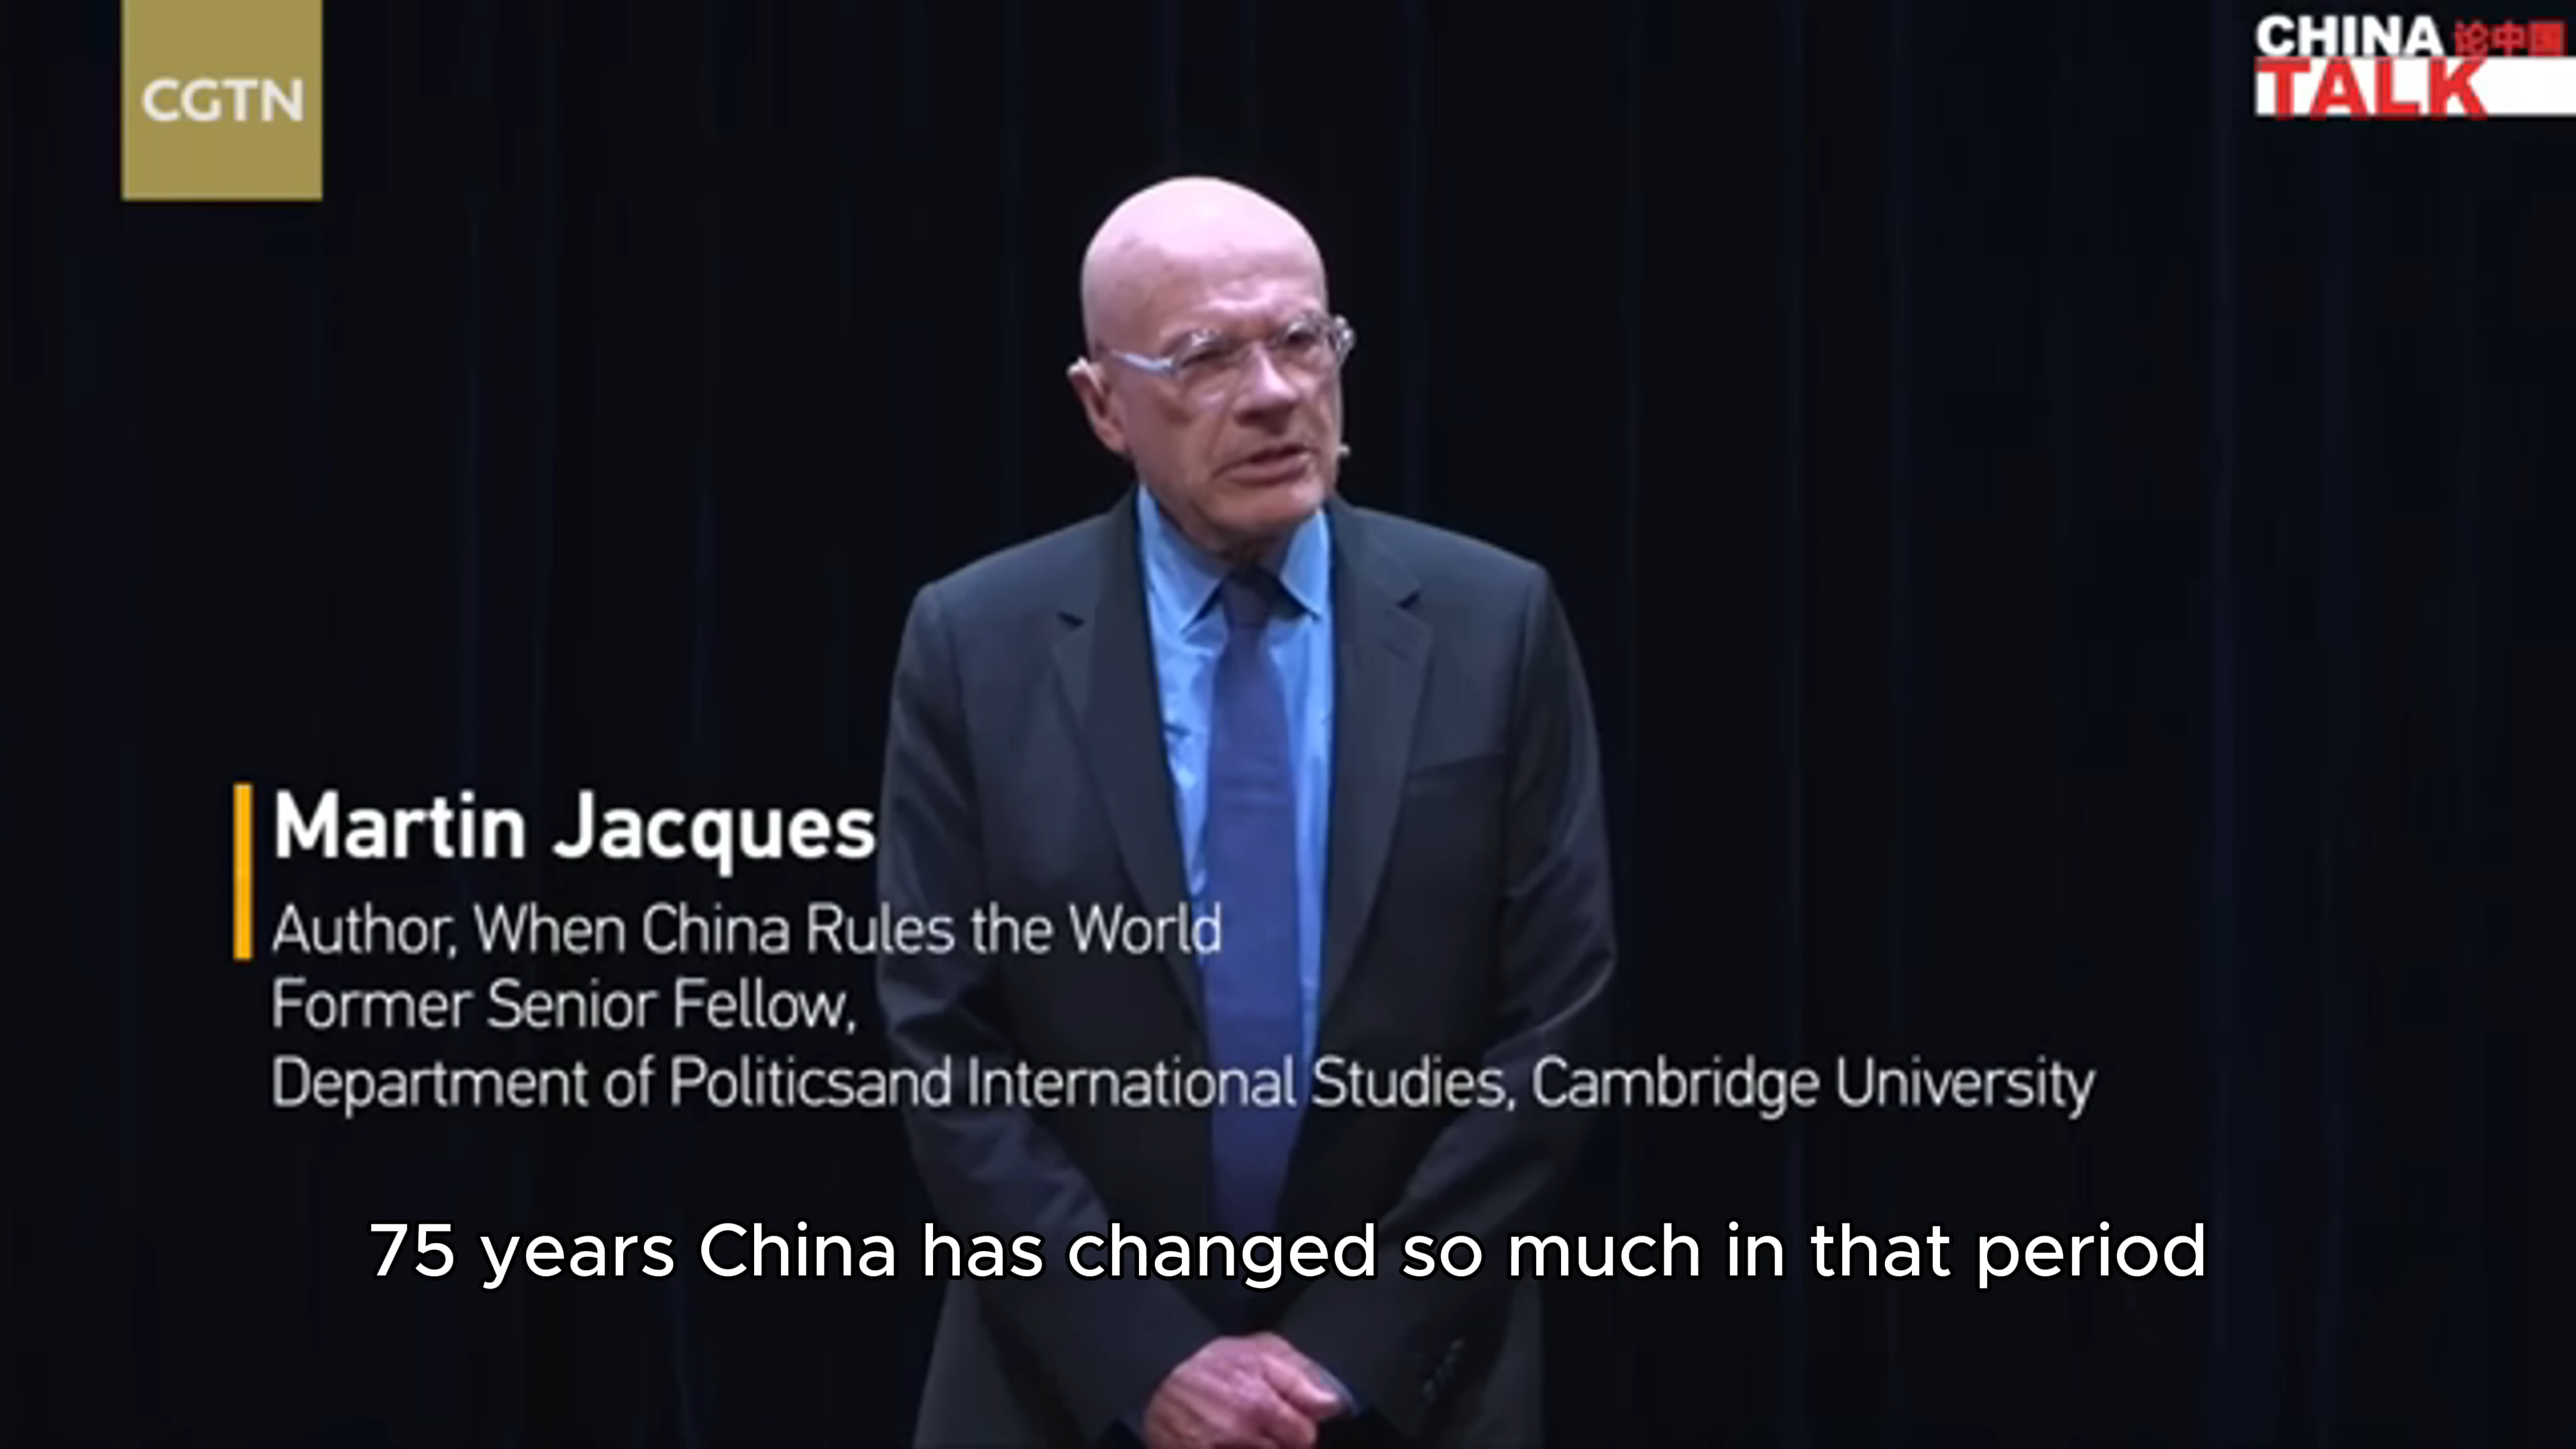 CGTN
CHINA 论中国
TALK
Martin Jacques
Author, When China Rules the World
Former Senior Fellow,
Department of Politicsand International Studies, Cambridge University
75 years China has changed so much in that period